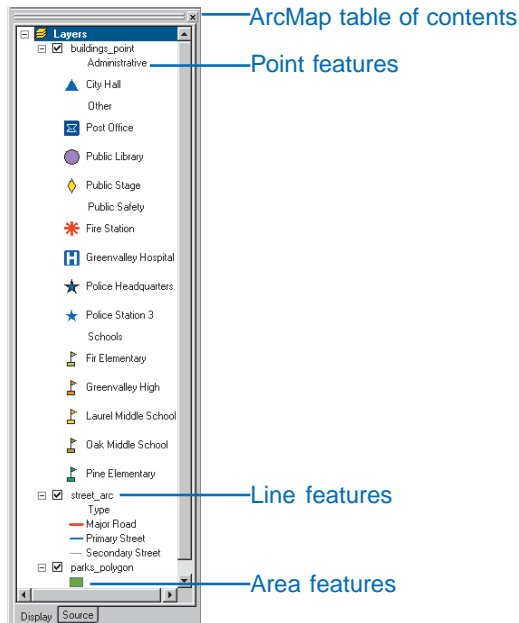 ArcMap table of contents
Layers
buildings_point
Administrative
Point features
City Hall
Other
Post Office
Public Library
Public Stage
Public Safety
Fire Station
H
Greenvalley Hospital
Police Headquarters
Police Station 3
Schools
Fir Elementary
Greenvalley High
Laurel Middle School
Oak Middle School
Pine Elementary
street_arc
Line features
Type
Major Road
Primary Street
Secondary Street
parks_polygon
Area features
Display Source